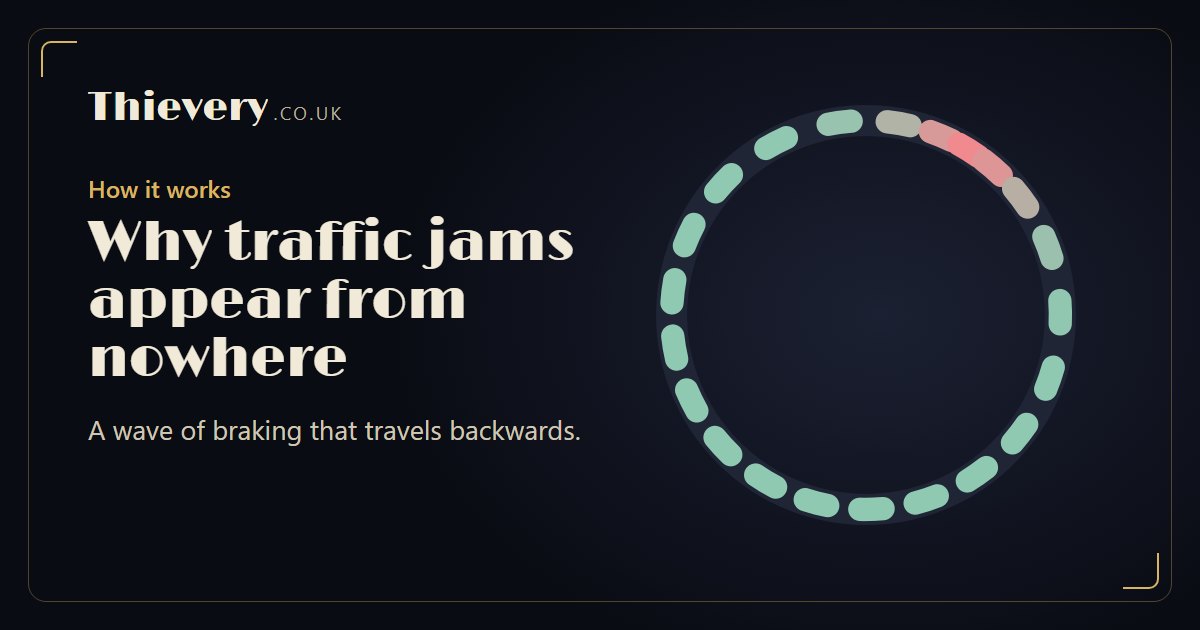 Thievery.CO.UK
How it works
Why traffic jams
appear from
nowhere
A wave of braking that travels backwards.